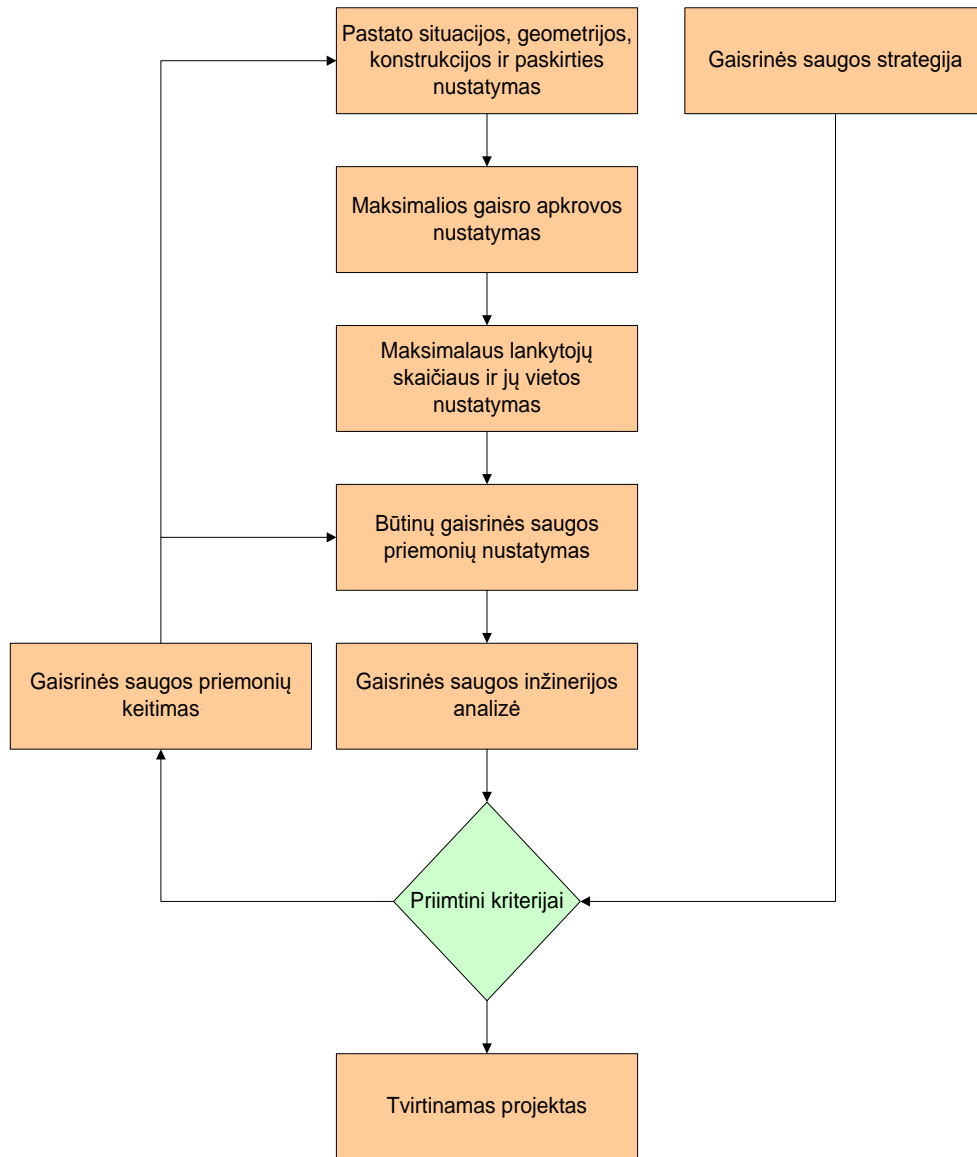 Pastato situacijos, geometrijos,
konstrukcijos ir paskirties
nustatymas
Gaisrinės saugos strategija
Maksimalios gaisro apkrovos
nustatymas
Maksimalaus lankytojų
skaičiaus ir jų vietos
nustatymas
Būtinų gaisrinės saugos
priemonių nustatymas
Gaisrinės saugos priemonių
keitimas
Gaisrinės saugos inžinerijos
analizė
Priimtini kriterijai
Tvirtinamas projektas